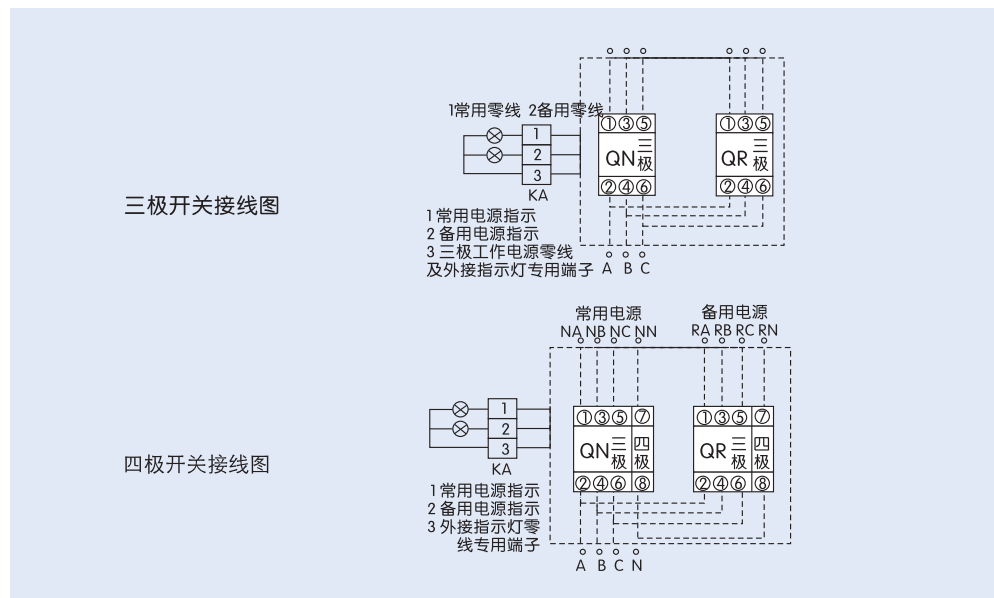 1常用零线 2备用零线
①③⑤ ①③⑤
1
2
3
KA
QN三极 QR三极
②④⑥ ②④⑥
三极开关接线图
1 常用电源指示
2 备用电源指示
3 三极工作电源零线
及外接指示灯专用端子
A B C
常用电源 备用电源
NA NB NC NN RA RB RC RN
①③⑤⑦ ①③⑤⑦
1
2
3
KA
QN三极 四极 QR三极 四极
②④⑥⑧ ②④⑥⑧
四极开关接线图
1 常用电源指示
2 备用电源指示
3 外接指示灯零
线专用端子
A B C N